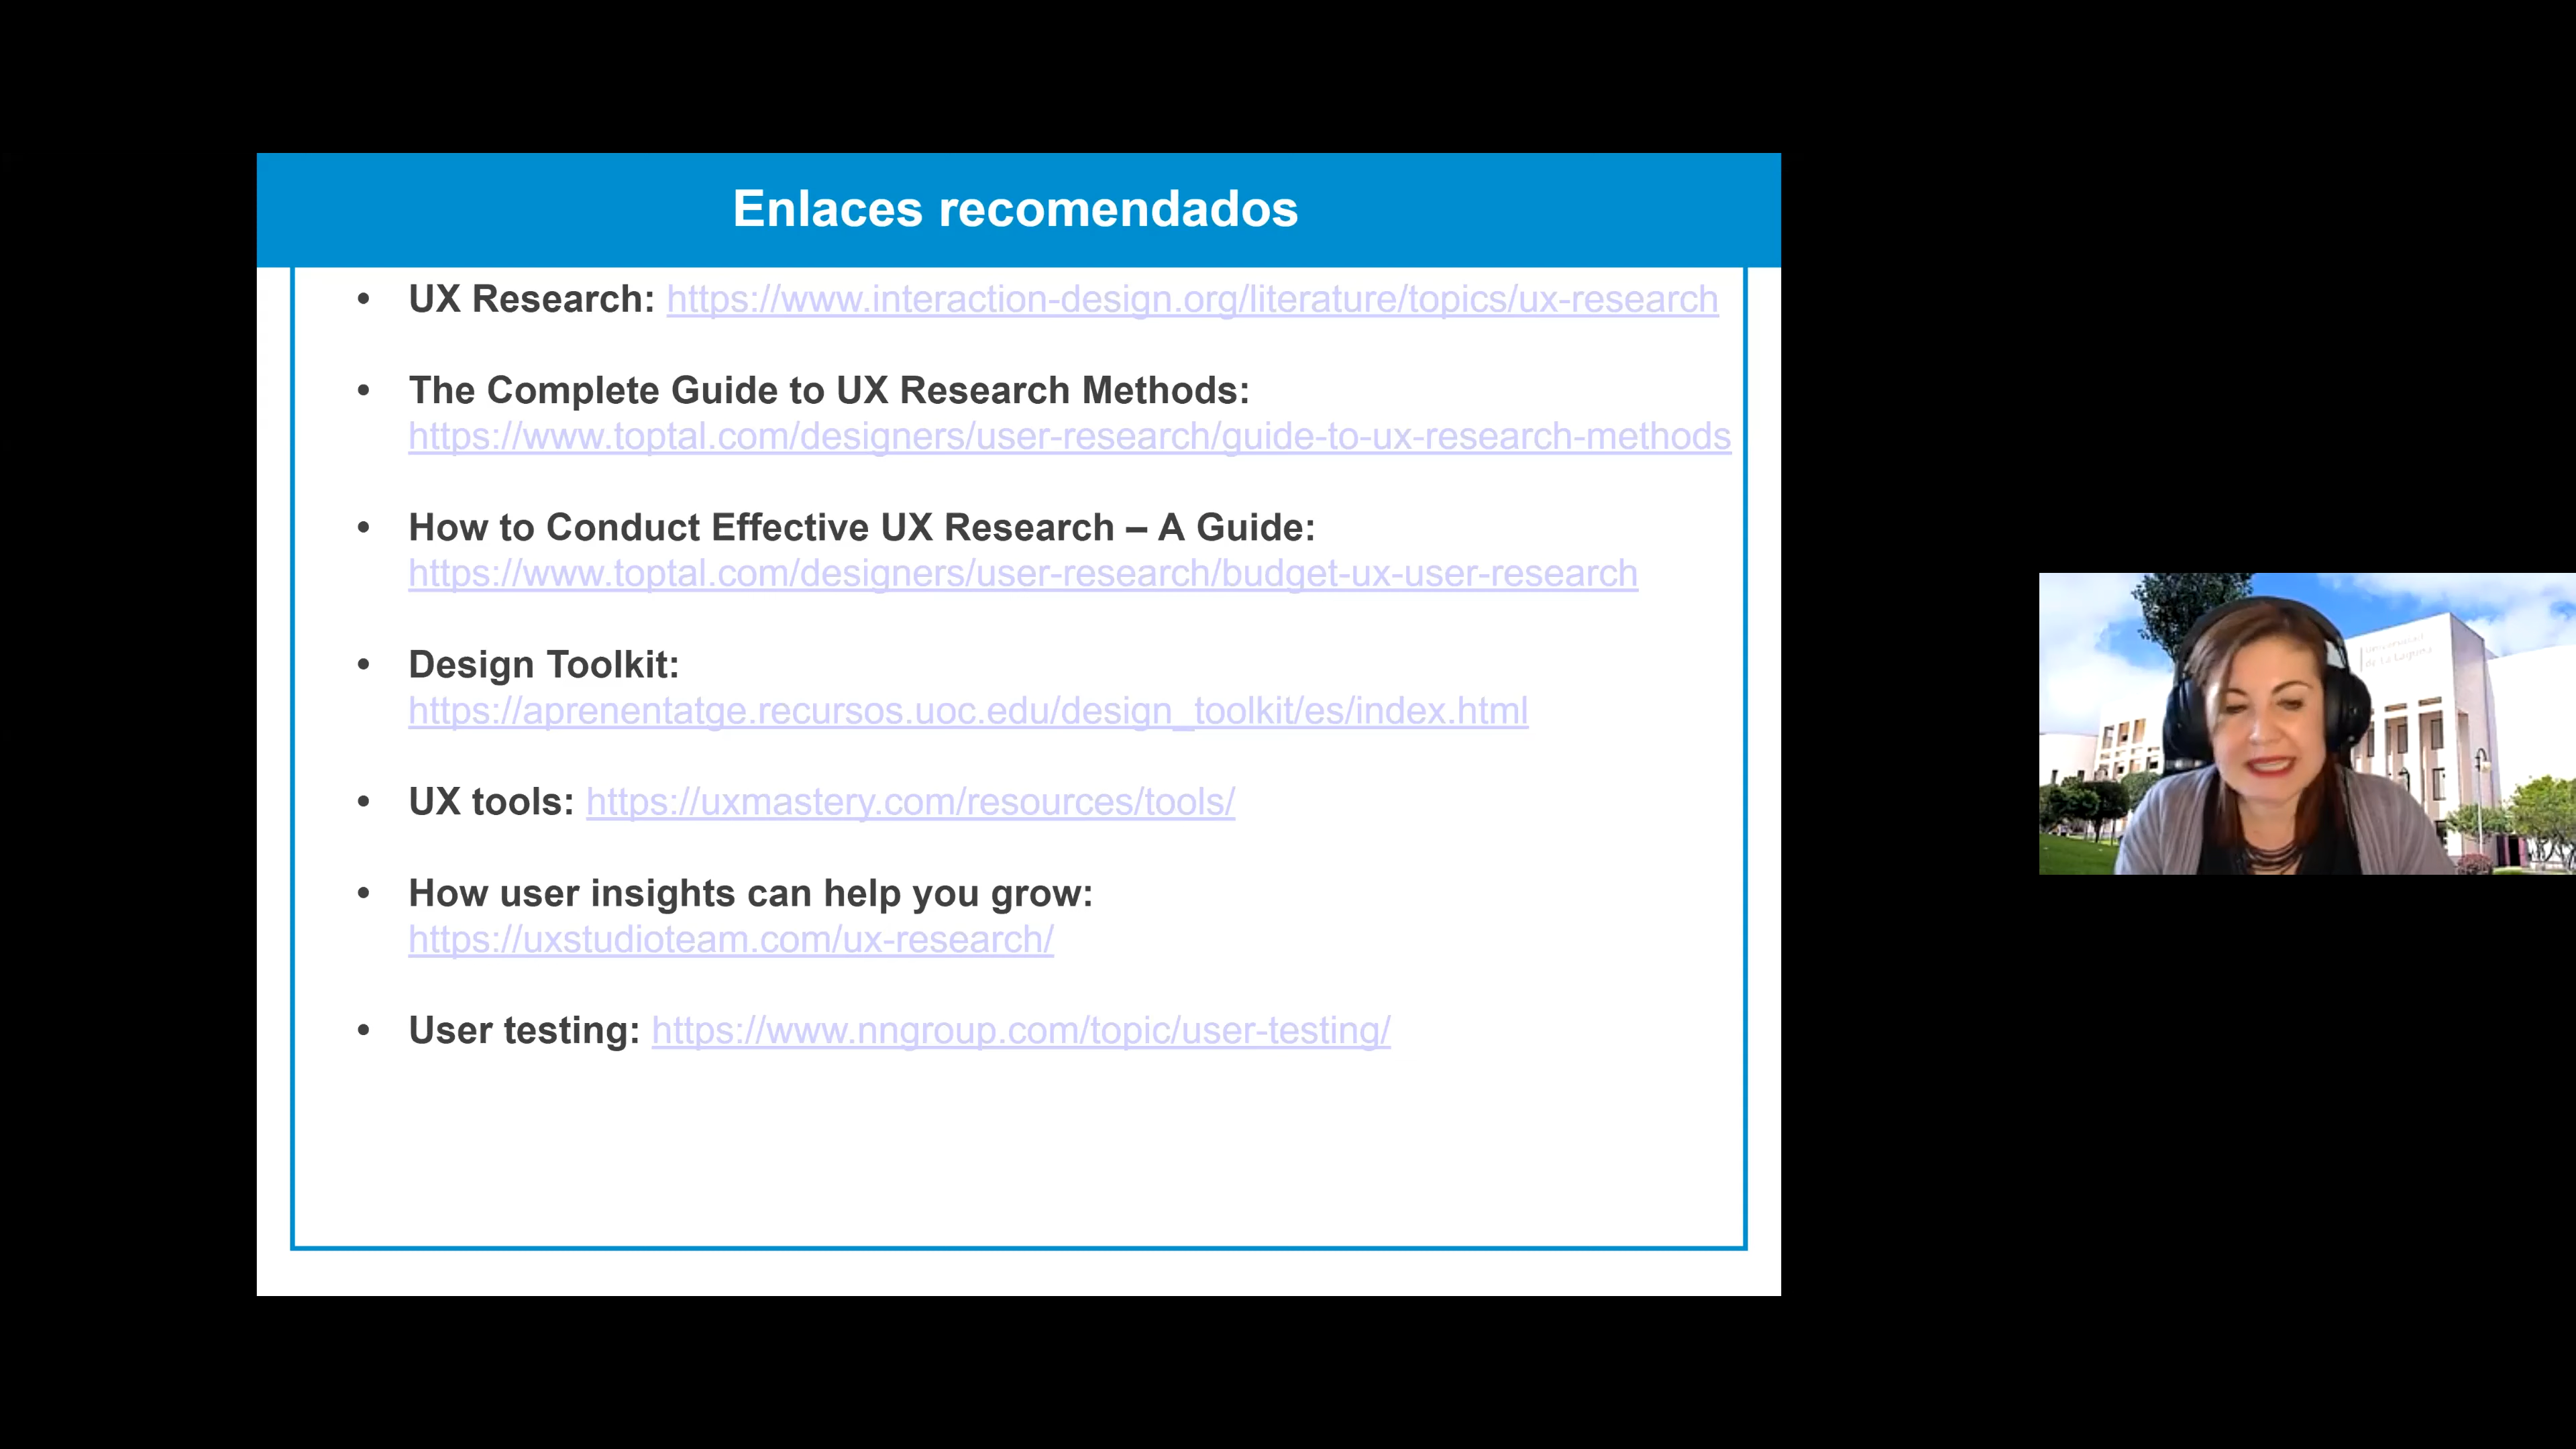 Enlaces recomendados
• UX Research: https://www.interaction-design.org/literature/topics/ux-research
• The Complete Guide to UX Research Methods:
https://www.toptal.com/designers/user-research/guide-to-ux-research-methods
• How to Conduct Effective UX Research – A Guide:
https://www.toptal.com/designers/user-research/budget-ux-user-research
• Design Toolkit:
https://aprenentatge.recursos.uoc.edu/design_toolkit/es/index.html
• UX tools: https://uxmastery.com/resources/tools/
• How user insights can help you grow:
https://uxstudioteam.com/ux-research/
• User testing: https://www.nngroup.com/topic/user-testing/
Universidad
de La Laguna